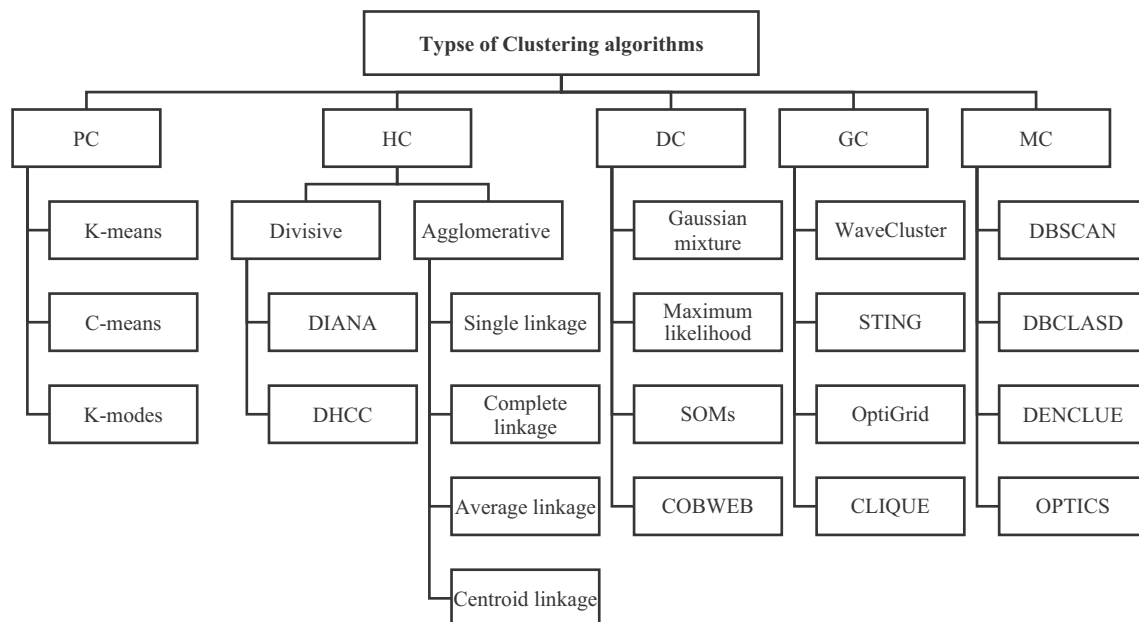 Typse of Clustering algorithms
PC
HC
DC
GC
MC
K-means
Divisive
Agglomerative
Gaussian
mixture
WaveCluster
DBSCAN
C-means
DIANA
Single linkage
Maximum
likelihood
STING
DBCLASD
K-modes
DHCC
Complete
linkage
SOMs
OptiGrid
DENCLUE
Average linkage
COBWEB
CLIQUE
OPTICS
Centroid linkage